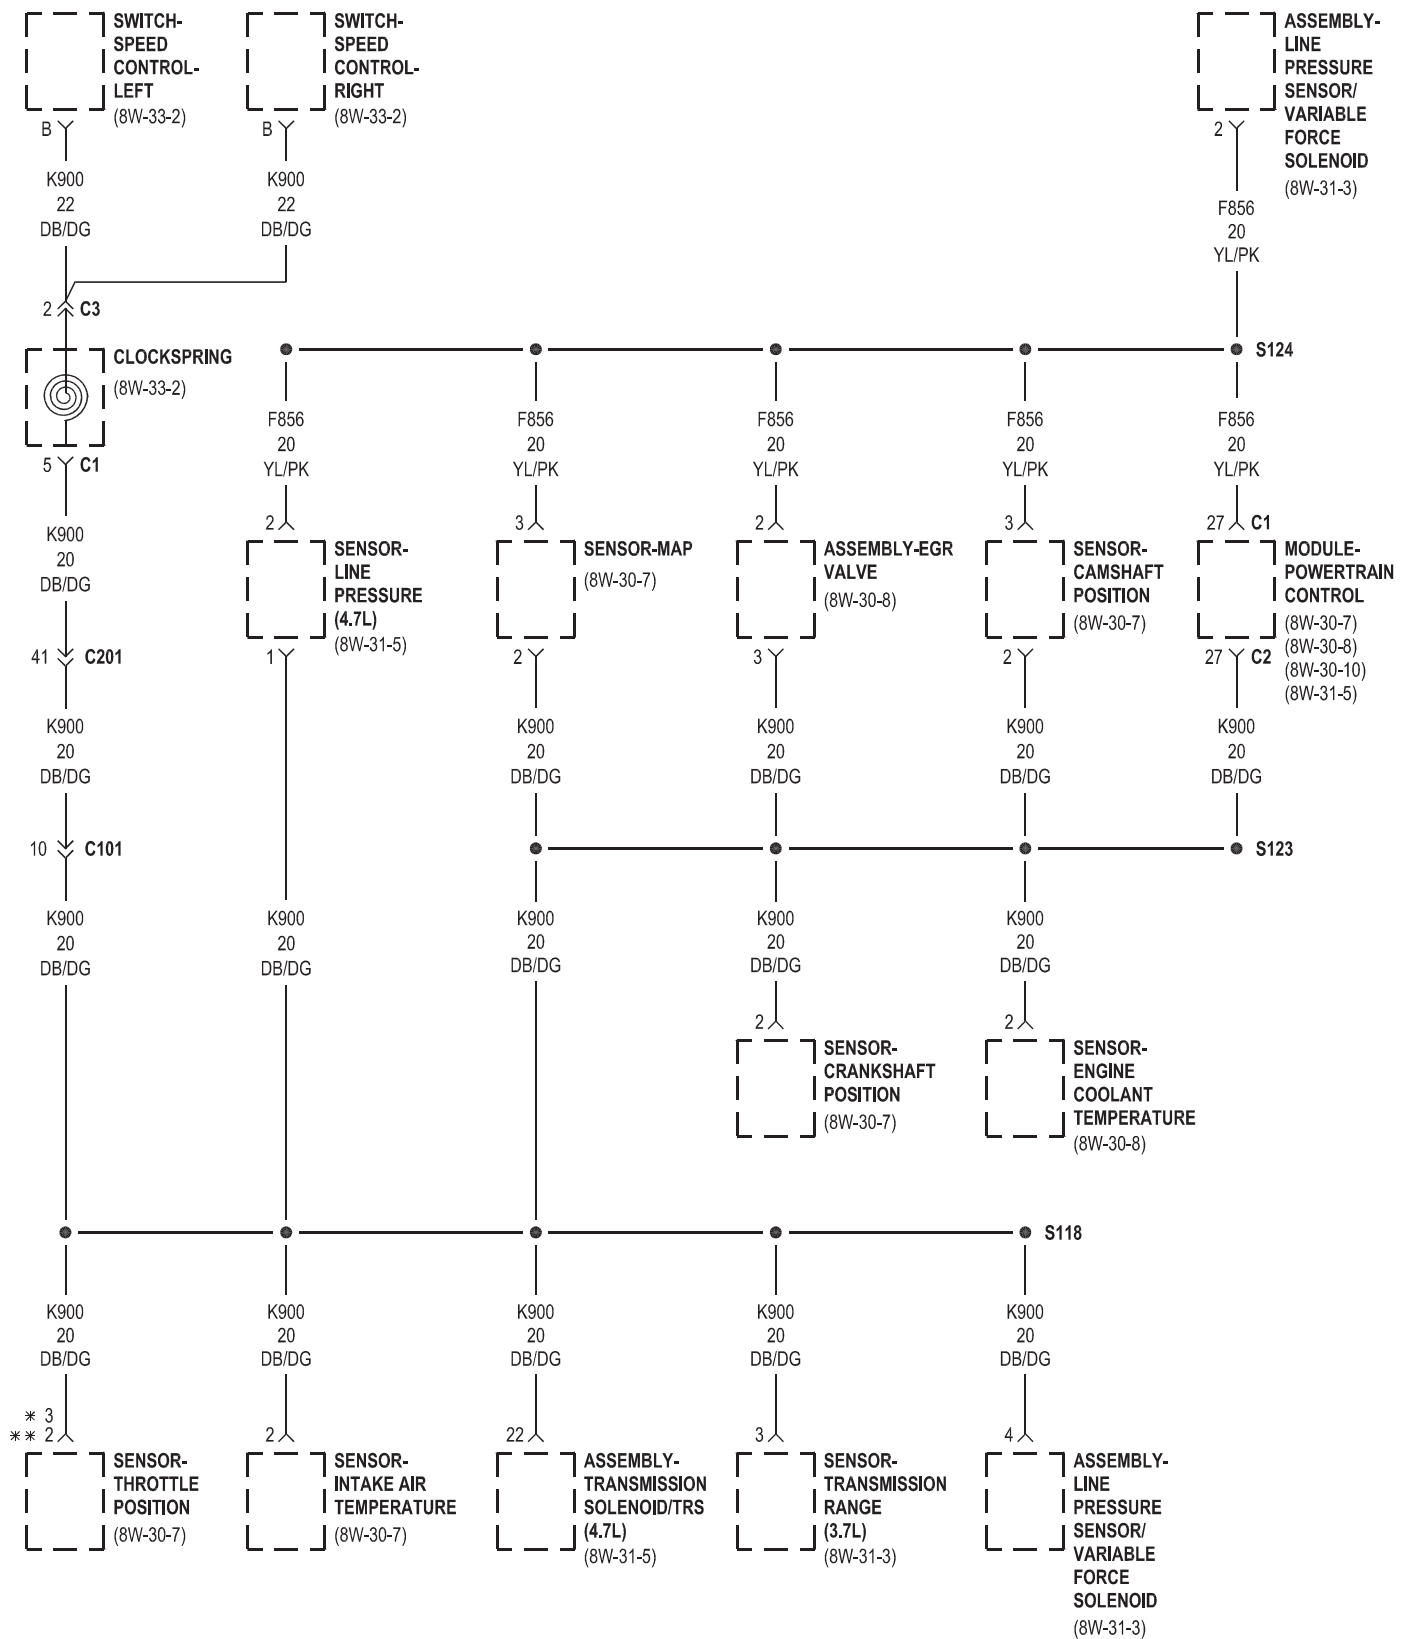 SWITCH-
SPEED
CONTROL-
LEFT
(8W-33-2)
B
K900
22
DB/DG
SWITCH-
SPEED
CONTROL-
RIGHT
(8W-33-2)
B
K900
22
DB/DG
ASSEMBLY-
LINE
PRESSURE
SENSOR/
VARIABLE
FORCE
SOLENOID
(8W-31-3)
2
F856
20
YL/PK
2 C3
CLOCKSPRING
(8W-33-2)
5 C1
S124
F856
20
YL/PK
F856
20
YL/PK
F856
20
YL/PK
F856
20
YL/PK
F856
20
YL/PK
K900
20
DB/DG
2
SENSOR-
LINE
PRESSURE
(4.7L)
(8W-31-5)
1
3
SENSOR-MAP
(8W-30-7)
2
2
ASSEMBLY-EGR
VALVE
(8W-30-8)
3
3
SENSOR-
CAMSHAFT
POSITION
(8W-30-7)
2
27 C1
MODULE-
POWERTRAIN
CONTROL
(8W-30-7)
(8W-30-8)
(8W-30-10)
(8W-31-5)
27 C2
41 C201
K900
20
DB/DG
K900
20
DB/DG
K900
20
DB/DG
K900
20
DB/DG
K900
20
DB/DG
10 C101
S123
K900
20
DB/DG
K900
20
DB/DG
K900
20
DB/DG
K900
20
DB/DG
K900
20
DB/DG
2
SENSOR-
CRANKSHAFT
POSITION
(8W-30-7)
2
SENSOR-
ENGINE
COOLANT
TEMPERATURE
(8W-30-8)
S118
K900
20
DB/DG
K900
20
DB/DG
K900
20
DB/DG
K900
20
DB/DG
K900
20
DB/DG
* 3
** 2
SENSOR-
THROTTLE
POSITION
(8W-30-7)
2
SENSOR-
INTAKE AIR
TEMPERATURE
(8W-30-7)
22
ASSEMBLY-
TRANSMISSION
SOLENOID/TRS
(4.7L)
(8W-31-5)
3
SENSOR-
TRANSMISSION
RANGE
(3.7L)
(8W-31-3)
4
ASSEMBLY-
LINE
PRESSURE
SENSOR/
VARIABLE
FORCE
SOLENOID
(8W-31-3)